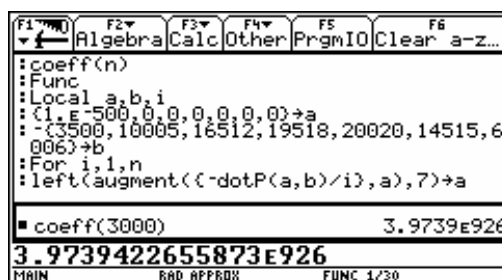 F1 F2▾ F3▾ F4▾ F5 F6
Algebra Calc Other PrgmIO Clear a-z…
:coeff(n)
:Func
:Local a,b,i
:{1.ᴇ-500,0,0,0,0,0,0}→a
:-{3500,10005,16512,19518,20020,14515,6
006}→b
:For i,1,n
:left(augment({-dotP(a,b)/i},a),7)→a
▪ coeff(3000) 3.9739ᴇ926
3.9739422655873ᴇ926
MAIN RAD APPROX FUNC 1/30